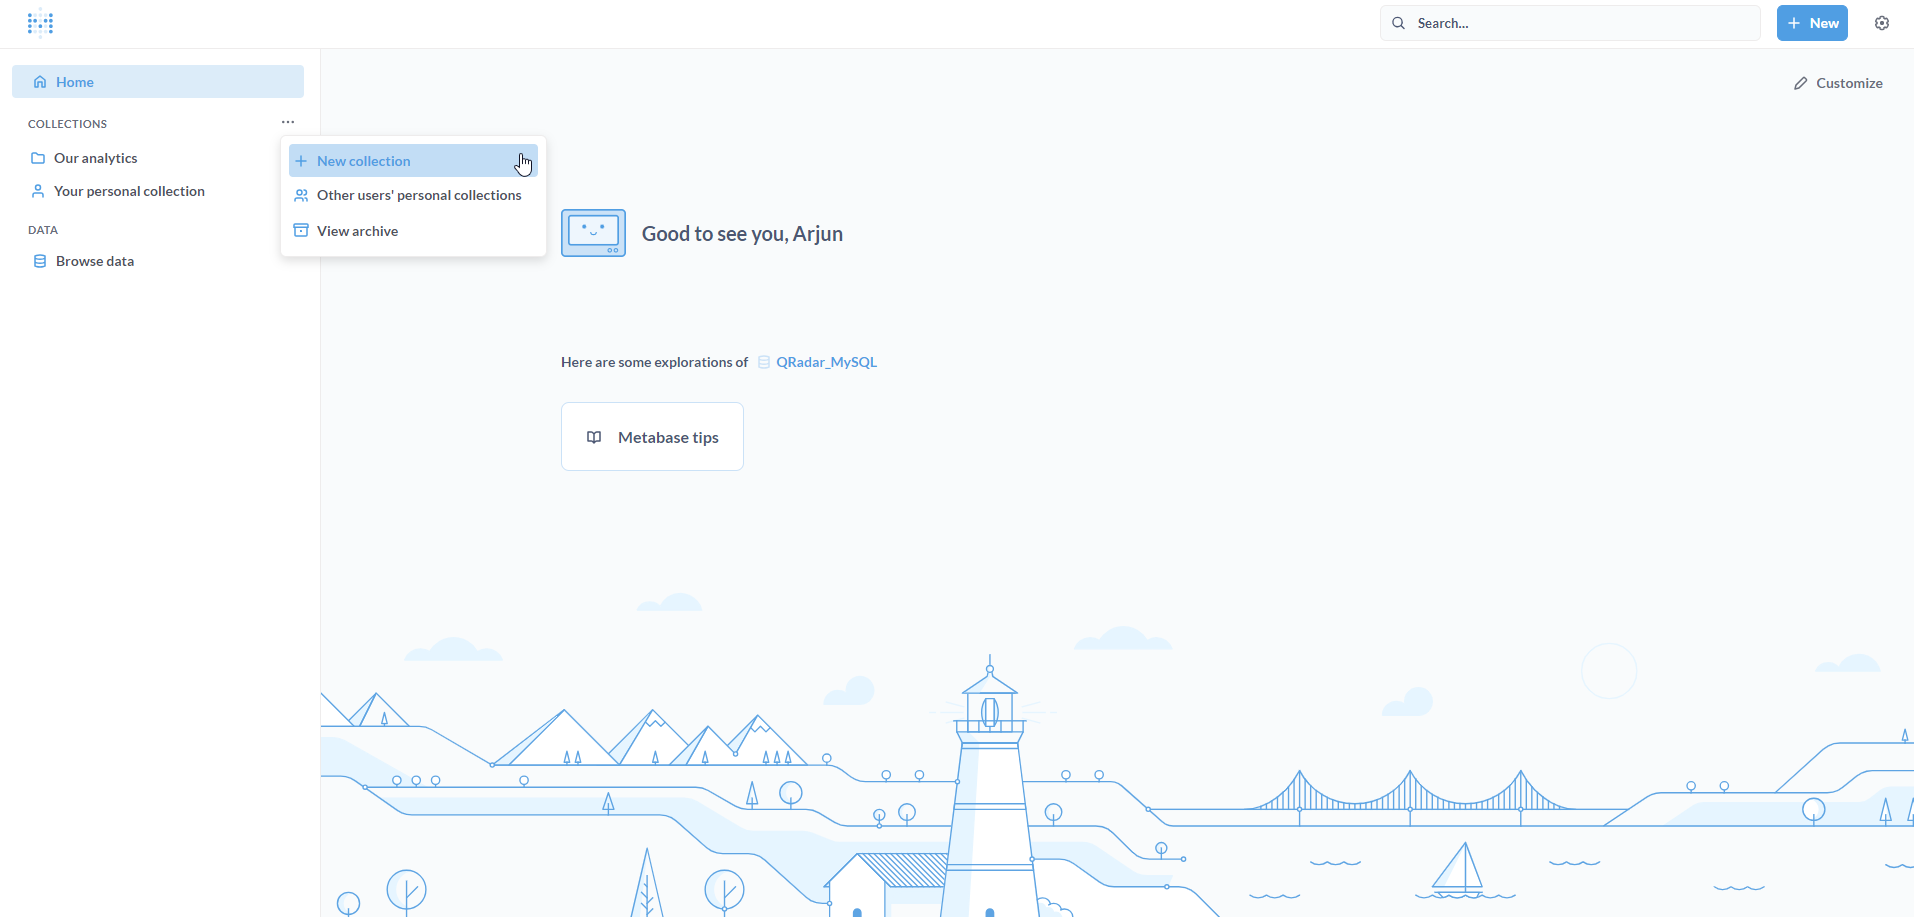 Search...
New
Home
Customize
COLLECTIONS
...
Our analytics
Your personal collection
DATA
Browse data
New collection
Other users' personal collections
View archive
Good to see you, Arjun
Here are some explorations of QRadar_MySQL
Metabase tips